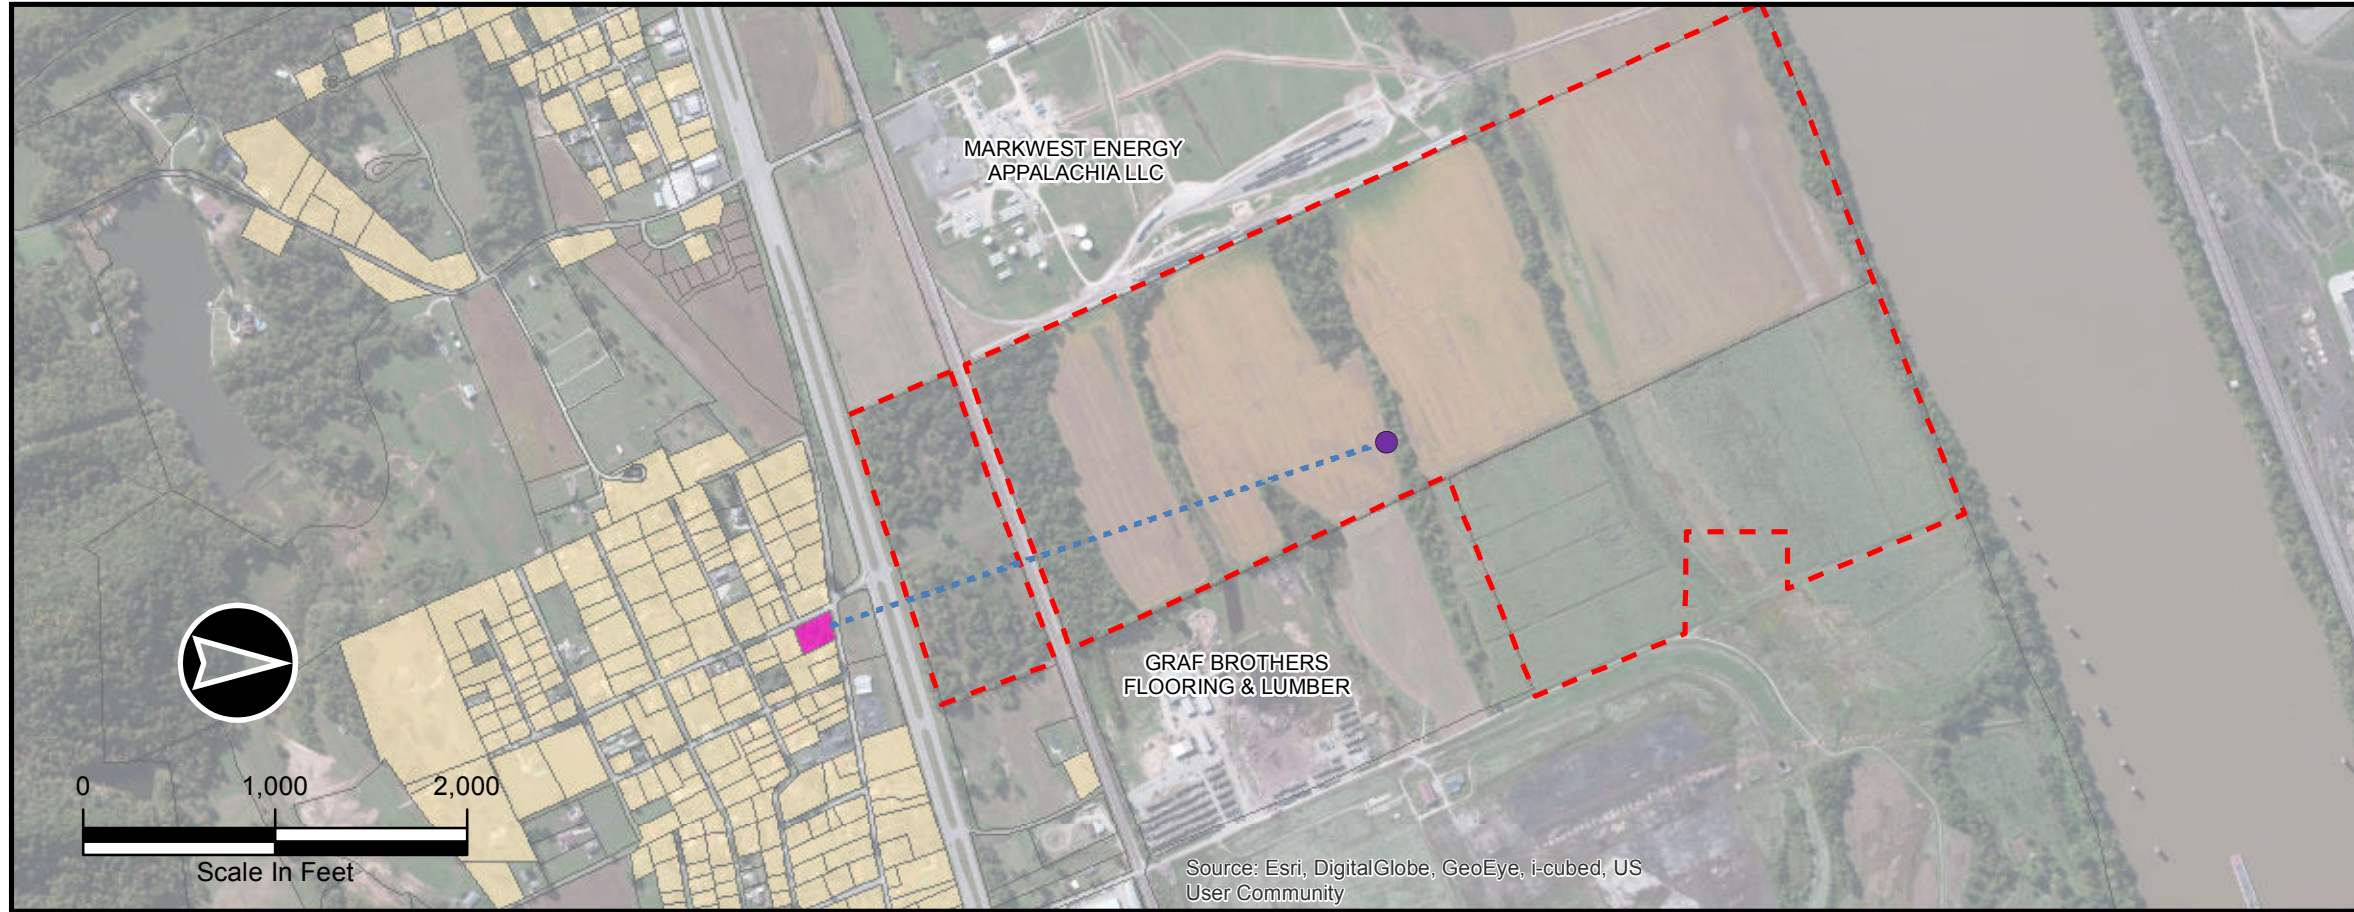 MARKWEST ENERGY
APPALACHIA LLC
GRAF BROTHERS
FLOORING & LUMBER
0 1,000 2,000
Scale In Feet
Source: Esri, DigitalGlobe, GeoEye, i-cubed, US
User Community